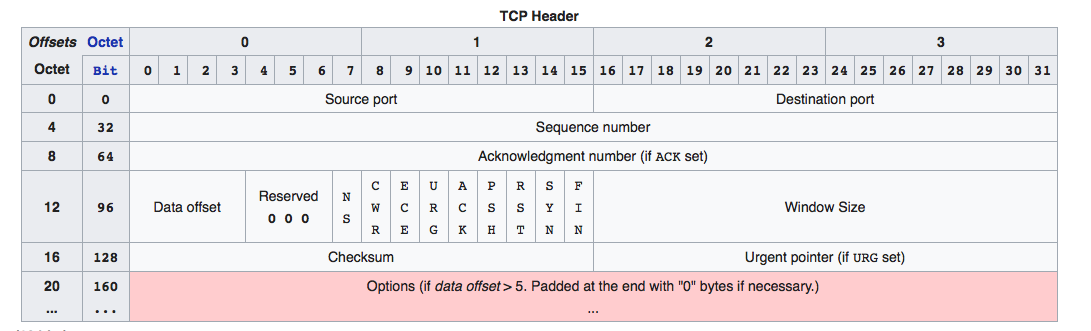 TCP Header
Offsets Octet 0 1 2 3
Octet Bit 0 1 2 3 4 5 6 7 8 9 10 11 12 13 14 15 16 17 18 19 20 21 22 23 24 25 26 27 28 29 30 31
0 0 Source port Destination port
4 32 Sequence number
8 64 Acknowledgment number (if ACK set)
12 96 Data offset Reserved 0 0 0 NS CWR ECE URG ACK PSH RST SYN FIN Window Size
16 128 Checksum Urgent pointer (if URG set)
20 160 Options (if data offset > 5. Padded at the end with "0" bytes if necessary.)
... ... ...